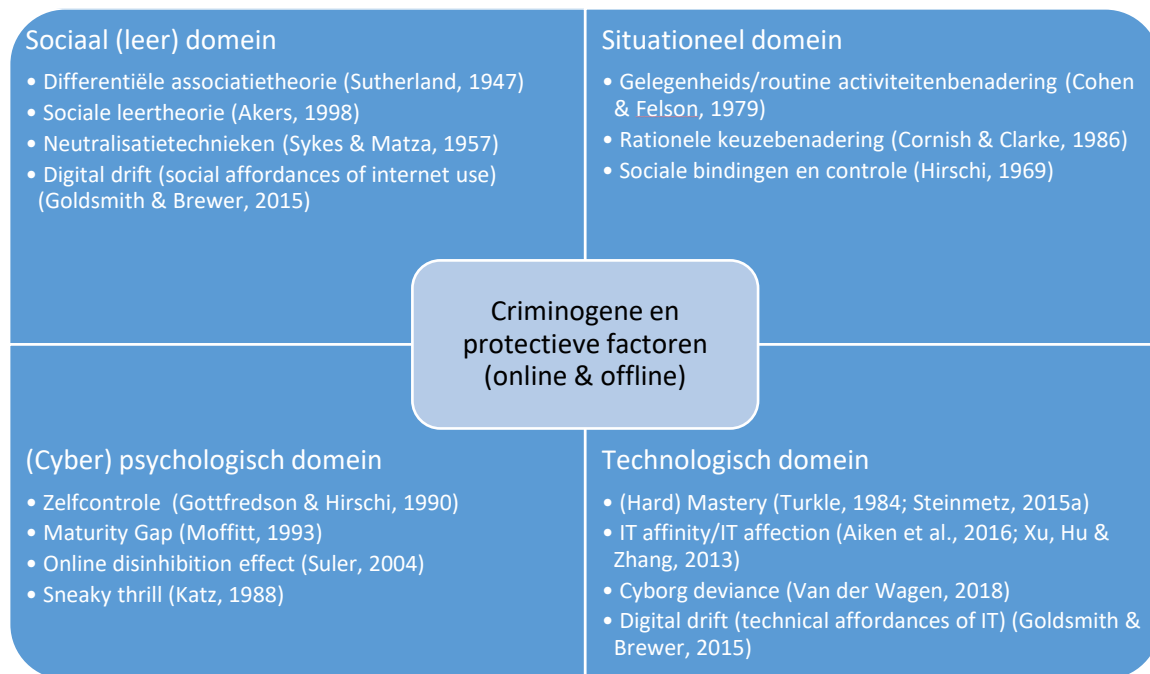 Sociaal (leer) domein
• Differentiële associatietheorie (Sutherland, 1947)
• Sociale leertheorie (Akers, 1998)
• Neutralisatietechnieken (Sykes & Matza, 1957)
• Digital drift (social affordances of internet use)
(Goldsmith & Brewer, 2015)
Situationeel domein
• Gelegenheids/routine activiteitenbenadering (Cohen
& Felson, 1979)
• Rationele keuzebenadering (Cornish & Clarke, 1986)
• Sociale bindingen en controle (Hirschi, 1969)
Criminogene en
protectieve factoren
(online & offline)
(Cyber) psychologisch domein
• Zelfcontrole (Gottfredson & Hirschi, 1990)
• Maturity Gap (Moffitt, 1993)
• Online disinhibition effect (Suler, 2004)
• Sneaky thrill (Katz, 1988)
Technologisch domein
• (Hard) Mastery (Turkle, 1984; Steinmetz, 2015a)
• IT affinity/IT affection (Aiken et al., 2016; Xu, Hu &
Zhang, 2013)
• Cyborg deviance (Van der Wagen, 2018)
• Digital drift (technical affordances of IT) (Goldsmith &
Brewer, 2015)